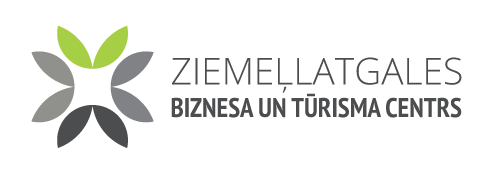 ZIEMEĻLATGALES
BIZNESA UN TŪRISMA CENTRS